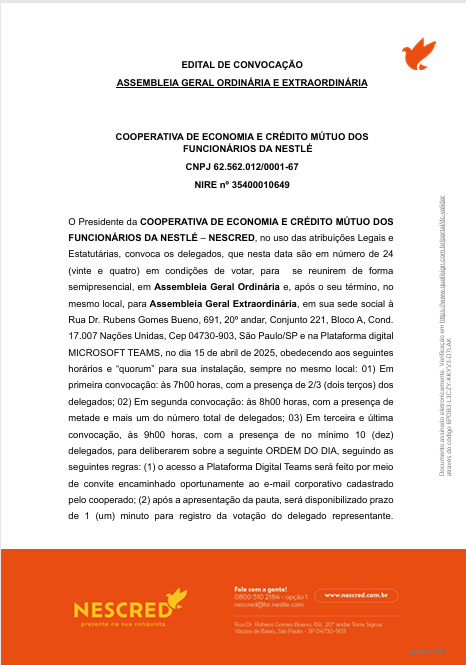 EDITAL DE CONVOCAÇÃO
ASSEMBLEIA GERAL ORDINÁRIA E EXTRAORDINÁRIA
COOPERATIVA DE ECONOMIA E CRÉDITO MÚTUO DOS
FUNCIONÁRIOS DA NESTLÉ
CNPJ 62.562.012/0001-67
NIRE nº 35400010649
O Presidente da COOPERATIVA DE ECONOMIA E CRÉDITO MÚTUO DOS
FUNCIONÁRIOS DA NESTLÉ – NESCRED, no uso das atribuições Legais e
Estatutárias, convoca os delegados, que nesta data são em número de 24
(vinte e quatro) em condições de votar, para se reunirem de forma
semipresencial, em Assembleia Geral Ordinária e, após o seu término, no
mesmo local, para Assembleia Geral Extraordinária, em sua sede social à
Rua Dr. Rubens Gomes Bueno, 691, 20º andar, Conjunto 221, Bloco A, Cond.
17.007 Nações Unidas, Cep 04730-903, São Paulo/SP e na Plataforma digital
MICROSOFT TEAMS, no dia 15 de abril de 2025, obedecendo aos seguintes
horários e “quorum” para sua instalação, sempre no mesmo local: 01) Em
primeira convocação: às 7h00 horas, com a presença de 2/3 (dois terços) dos
delegados; 02) Em segunda convocação: às 8h00 horas, com a presença de
metade e mais um do número total de delegados; 03) Em terceira e última
convocação, às 9h00 horas, com a presença de no mínimo 10 (dez)
delegados, para deliberarem sobre a seguinte ORDEM DO DIA, seguindo as
seguintes regras: (1) o acesso a Plataforma Digital Teams será feito por meio
de convite encaminhado oportunamente ao e-mail corporativo cadastrado
pelo cooperado; (2) após a apresentação da pauta, será disponibilizado prazo
de 1 (um) minuto para registro da votação do delegado representante.
Documento assinado eletronicamente. Verificação em
através do código
NESCRED
presente na sua conquista
Fale com a gente!
0800 510 2184 - opção 1
nescred@br.nestle.com
www.nescred.com.br
Rua Dr. Rubens Gomes Bueno, 69, 20º andar Torre Sigma
Várzea de Baixo, São Paulo - SP 04730-903